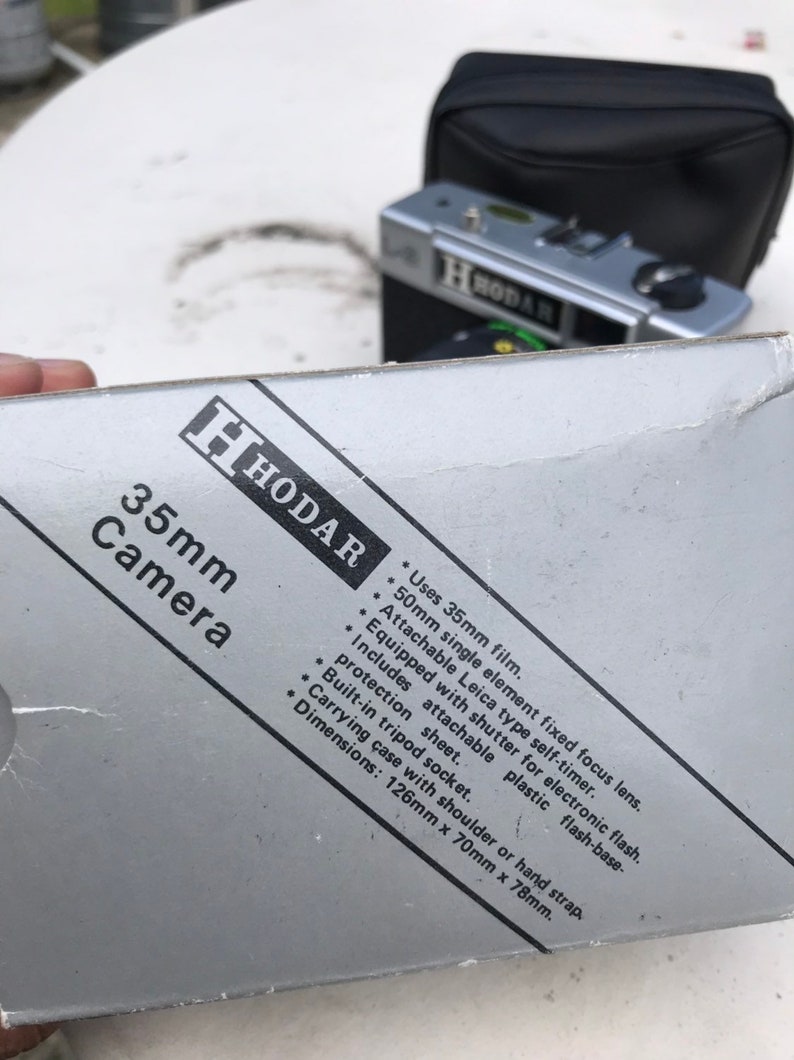 H HODAR
H HODAR
35mm
Camera
* Uses 35mm film.
* 50mm single element fixed focus lens.
* Attachable Leica type self-timer.
* Equipped with shutter for electronic flash.
* Includes attachable plastic flash-base-
protection sheet.
* Built-in tripod socket.
* Carrying case with shoulder or hand strap.
* Dimensions: 126mm x 70mm x 78mm.